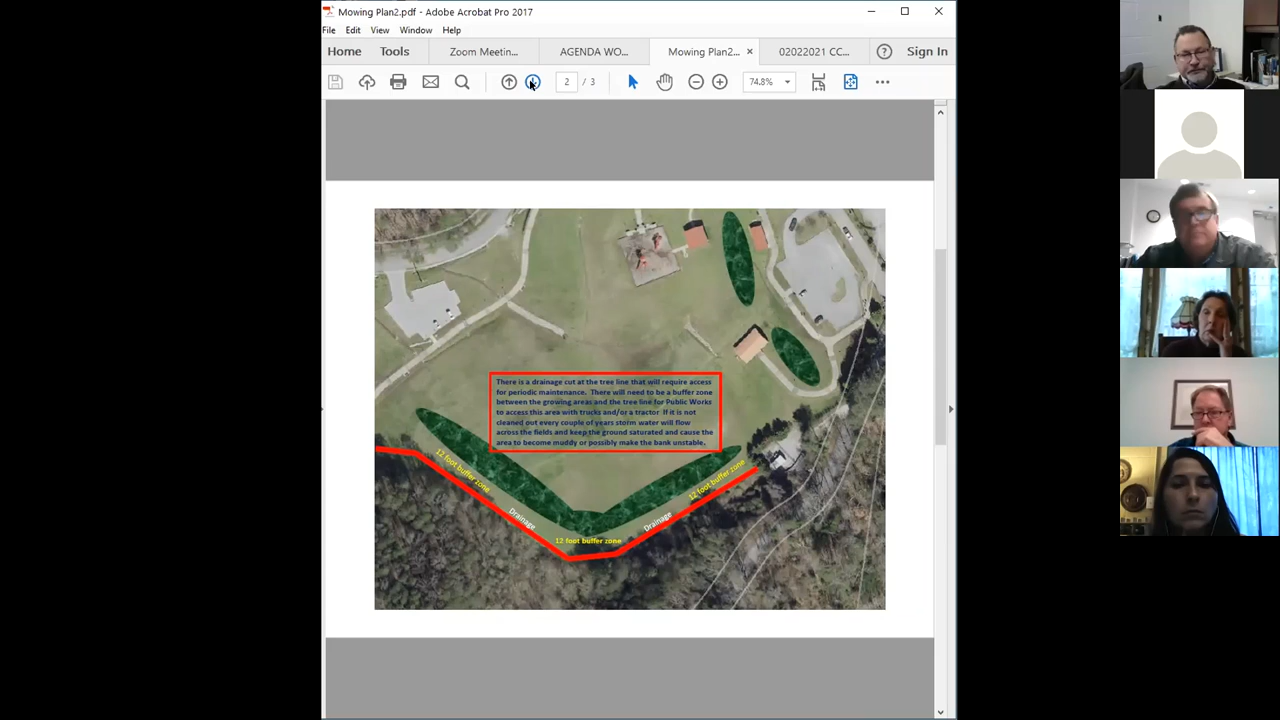 Mowing Plan2.pdf - Adobe Acrobat Pro 2017
File Edit View Window Help
Home Tools Zoom Meetin... AGENDA WO... Mowing Plan2... × 02022021 CC... Sign In
2 / 3 74.8%
There is a drainage cut at the tree line that will require access
for periodic maintenance. There will need to be a buffer zone
between the growing areas and the tree line for Public Works
to access this area with trucks and/or a tractor If it is not
cleaned out every couple of years storm water will flow
across the fields and keep the ground saturated and cause the
area to become muddy or possibly make the bank unstable.
12 foot buffer zone
12 foot buffer zone
Drainage
Drainage
12 foot buffer zone